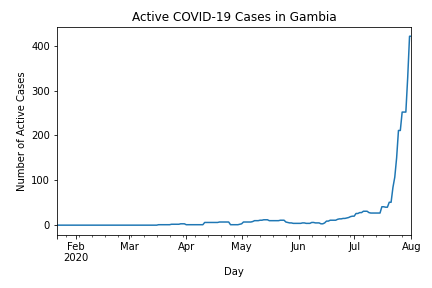 Active COVID-19 Cases in Gambia
Number of Active Cases
400
300
200
100
0
Feb Mar Apr May Jun Jul Aug
2020
Day